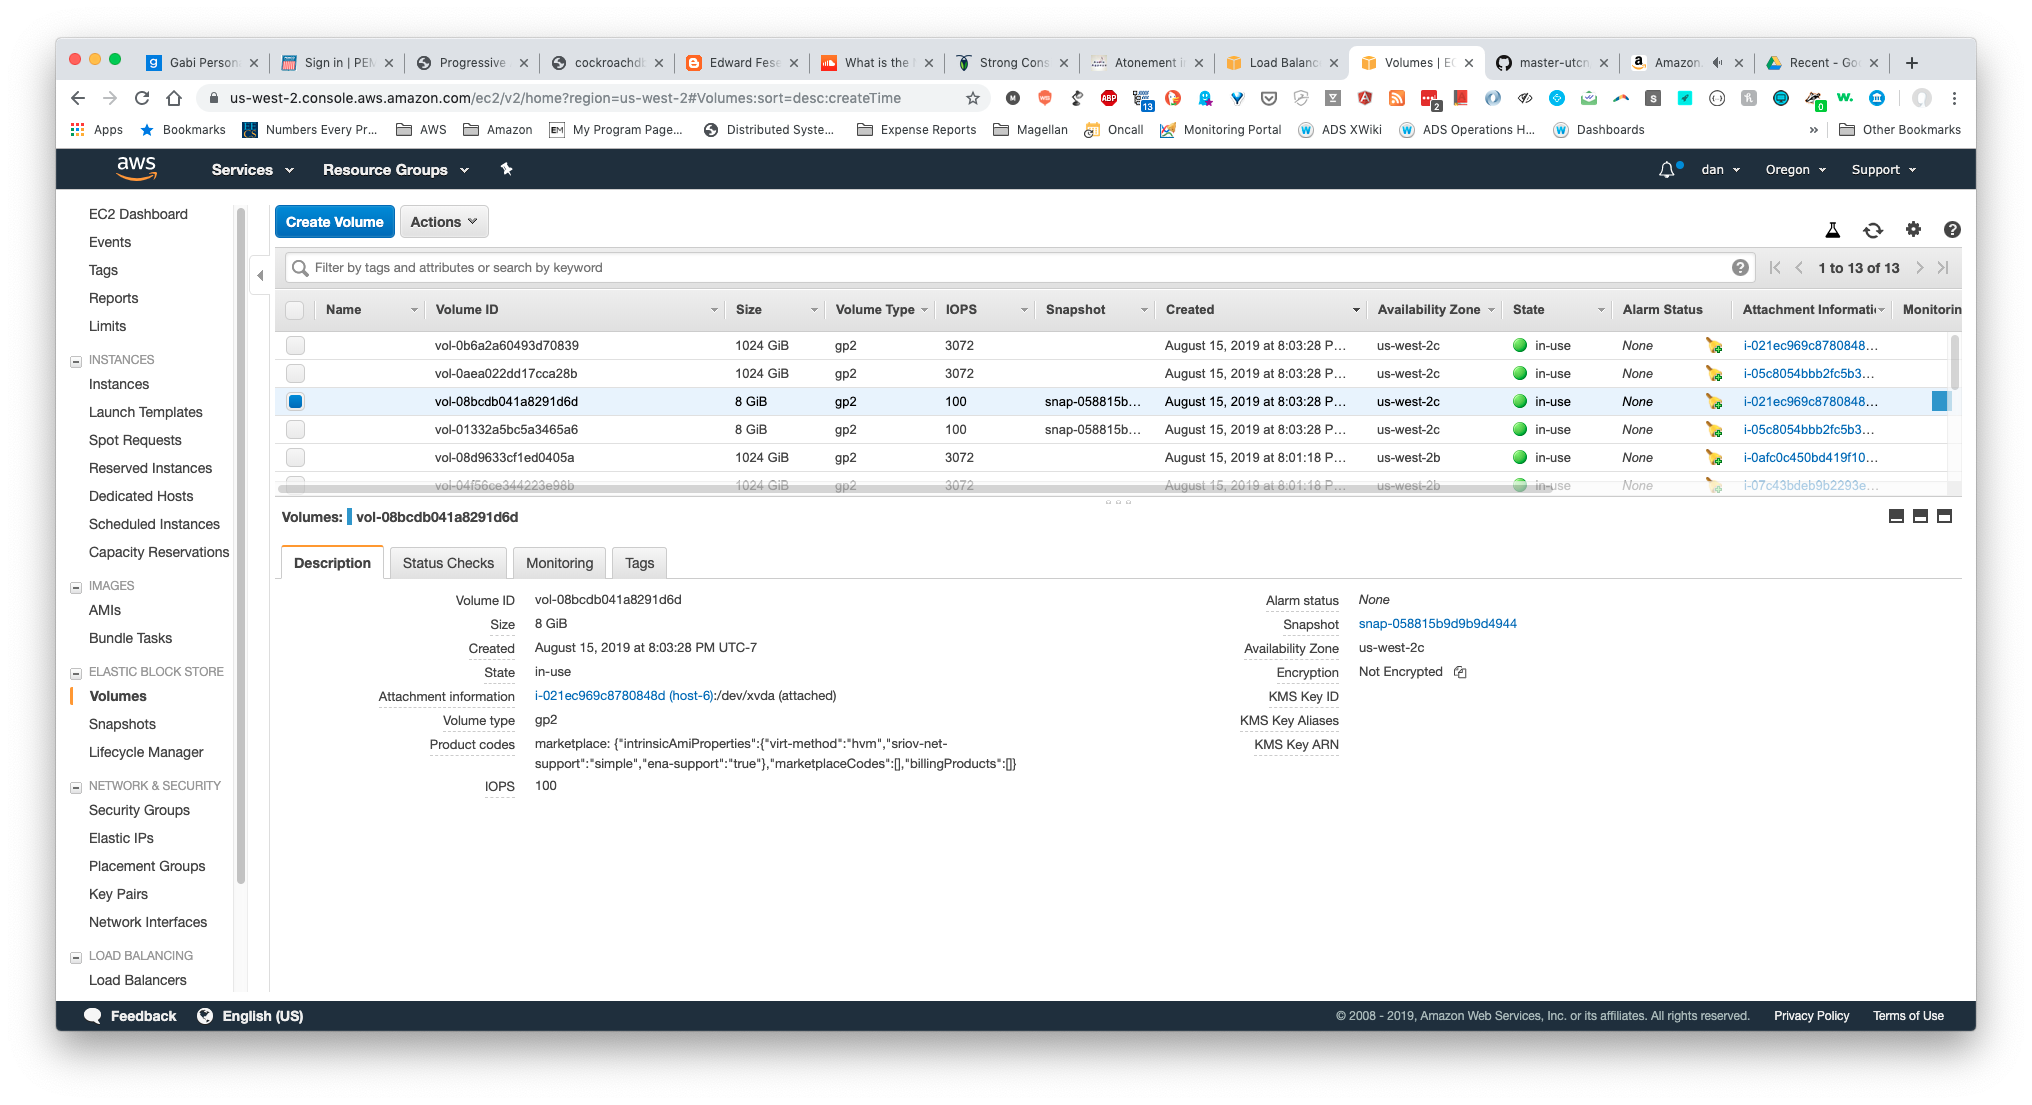 Gabi Person
Sign in | PEM
Progressive
cockroachdb
Edward Fese
What is the
Strong Cons
Atonement in
Load Balanc
Volumes | EC
master-utcn
Amazon.
Recent - Goo
us-west-2.console.aws.amazon.com/ec2/v2/home?region=us-west-2#Volumes:sort=desc:createTime
Apps Bookmarks Numbers Every Pr... AWS Amazon My Program Page... Distributed Syste... Expense Reports Magellan Oncall Monitoring Portal ADS XWiki ADS Operations H... Dashboards » Other Bookmarks
aws Services Resource Groups dan Oregon Support
EC2 Dashboard
Events
Tags
Reports
Limits
INSTANCES
Instances
Launch Templates
Spot Requests
Reserved Instances
Dedicated Hosts
Scheduled Instances
Capacity Reservations
IMAGES
AMIs
Bundle Tasks
ELASTIC BLOCK STORE
Volumes
Snapshots
Lifecycle Manager
NETWORK & SECURITY
Security Groups
Elastic IPs
Placement Groups
Key Pairs
Network Interfaces
LOAD BALANCING
Load Balancers
Create Volume Actions
Filter by tags and attributes or search by keyword 1 to 13 of 13
Name Volume ID Size Volume Type IOPS Snapshot Created Availability Zone State Alarm Status Attachment Informati Monitorin
vol-0b6a2a60493d70839 1024 GiB gp2 3072 August 15, 2019 at 8:03:28 P... us-west-2c in-use None i-021ec969c8780848...
vol-0aea022dd17cca28b 1024 GiB gp2 3072 August 15, 2019 at 8:03:28 P... us-west-2c in-use None i-05c8054bbb2fc5b3...
vol-08bcdb041a8291d6d 8 GiB gp2 100 snap-058815b... August 15, 2019 at 8:03:28 P... us-west-2c in-use None i-021ec969c8780848...
vol-01332a5bc5a3465a6 8 GiB gp2 100 snap-058815b... August 15, 2019 at 8:03:28 P... us-west-2c in-use None i-05c8054bbb2fc5b3...
vol-08d9633cf1ed0405a 1024 GiB gp2 3072 August 15, 2019 at 8:01:18 P... us-west-2b in-use None i-0afc0c450bd419f10...
vol-04f56ce344223e98b 1024 GiB gp2 3072 August 15, 2019 at 8:01:18 P... us-west-2b in-use None i-07c43bdeb9b2293e...
Volumes: vol-08bcdb041a8291d6d
Description Status Checks Monitoring Tags
Volume ID vol-08bcdb041a8291d6d
Size 8 GiB
Created August 15, 2019 at 8:03:28 PM UTC-7
State in-use
Attachment information i-021ec969c8780848d (host-6):/dev/xvda (attached)
Volume type gp2
Product codes marketplace: {"intrinsicAmiProperties":{"virt-method":"hvm","sriov-net-
support":"simple","ena-support":"true"},"marketplaceCodes":[],"billingProducts":[]}
IOPS 100
Alarm status None
Snapshot snap-058815b9d9b9d4944
Availability Zone us-west-2c
Encryption Not Encrypted
KMS Key ID
KMS Key Aliases
KMS Key ARN
Feedback English (US) © 2008 - 2019, Amazon Web Services, Inc. or its affiliates. All rights reserved. Privacy Policy Terms of Use